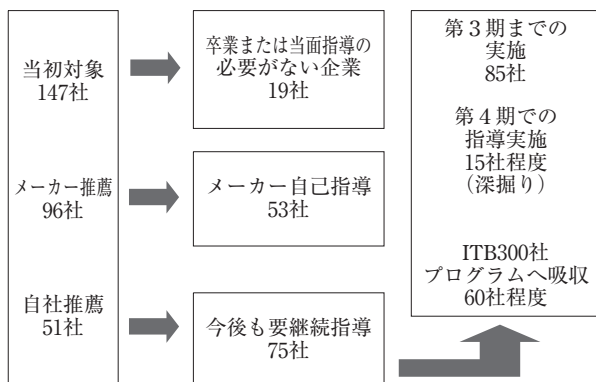 当初対象
147社
メーカー推薦
96社
自社推薦
51社
卒業または当面指導の
必要がない企業
19社
メーカー自己指導
53社
今後も要継続指導
75社
第３期までの
実施
85社
第４期での
指導実施
15社程度
（深掘り）
ITB300社
プログラムへ吸収
60社程度